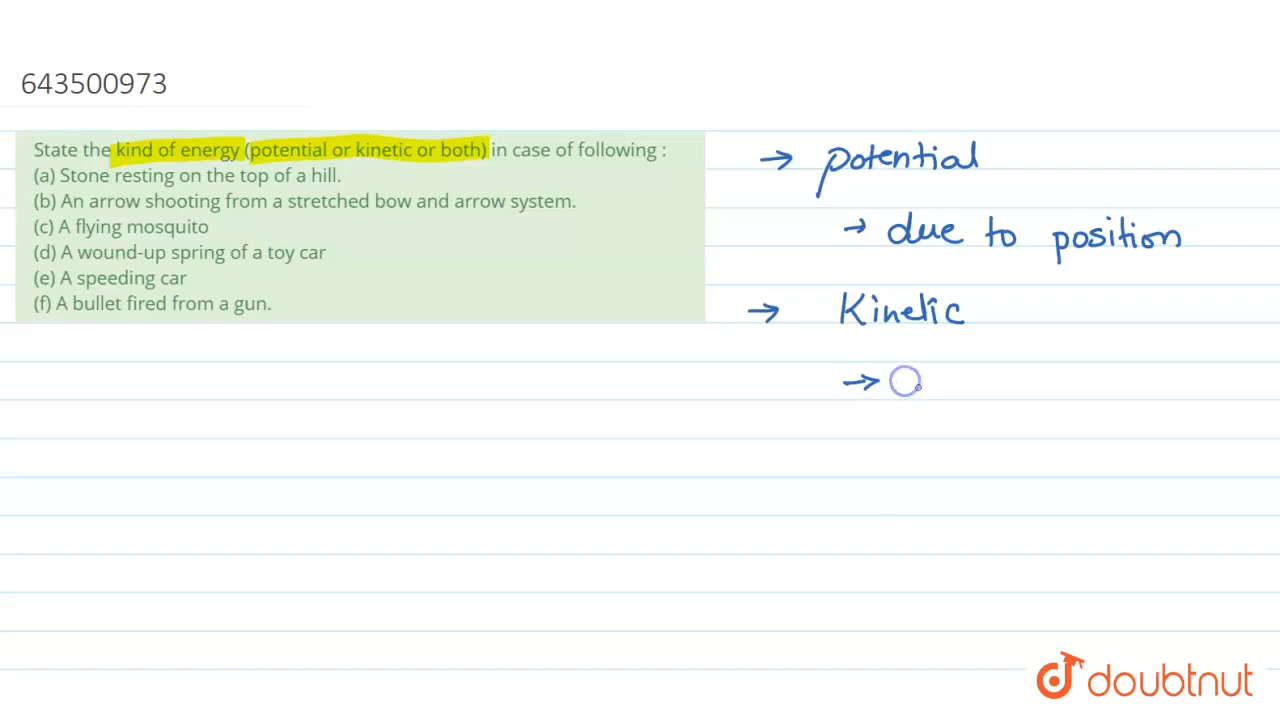 643500973
State the kind of energy (potential or kinetic or both) in case of following :
(a) Stone resting on the top of a hill.
(b) An arrow shooting from a stretched bow and arrow system.
(c) A flying mosquito
(d) A wound-up spring of a toy car
(e) A speeding car
(f) A bullet fired from a gun.
→ potential
→ due to position
→ Kinetic
→
doubtnut